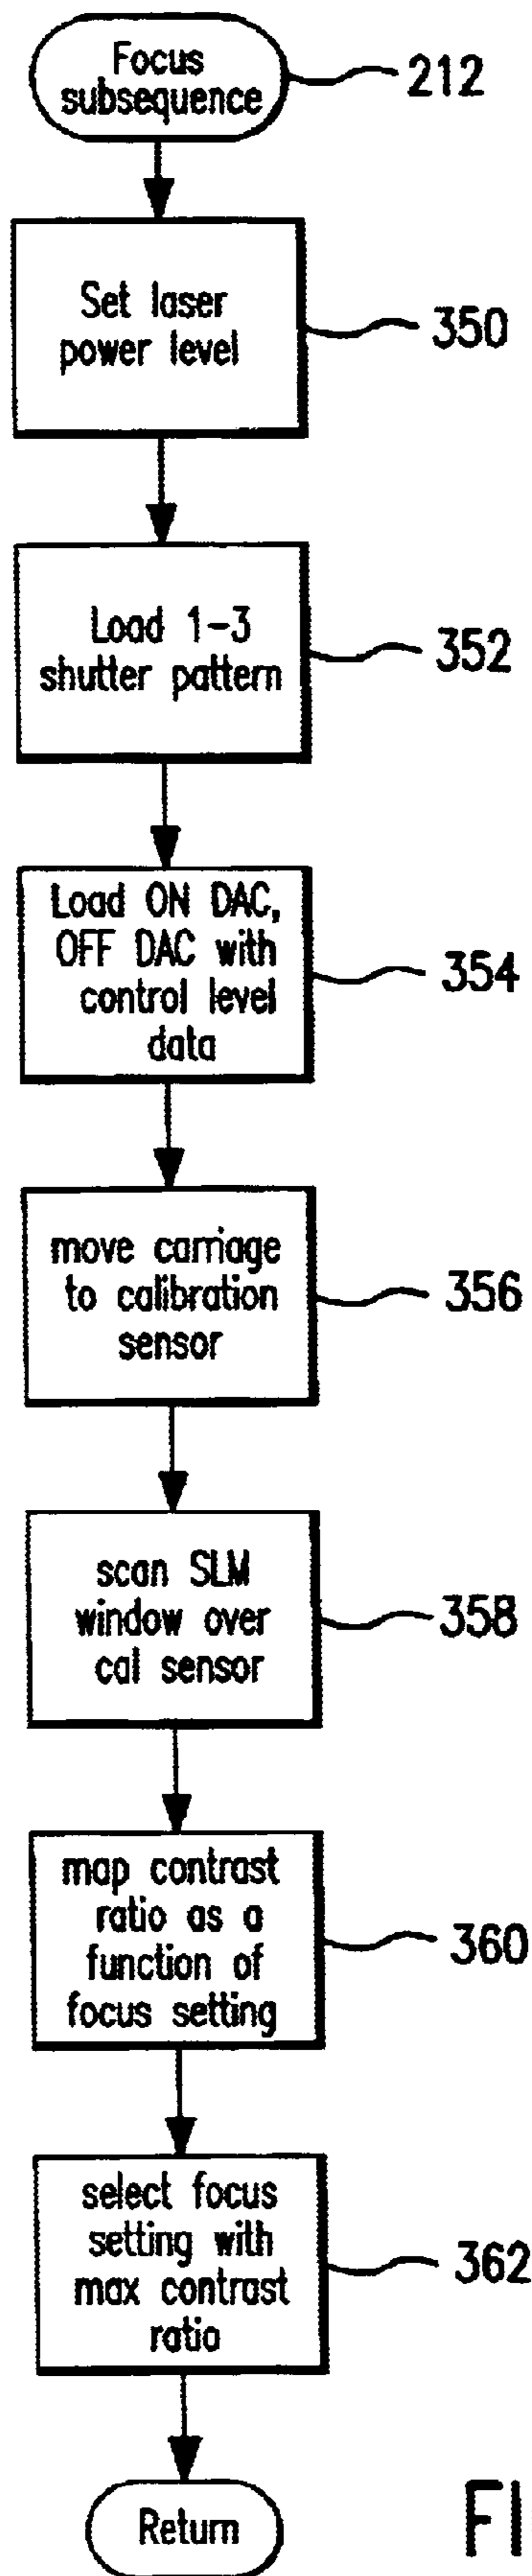 Focus
subsequence
212
Set laser
power level
350
Load 1-3
shutter pattern
352
Load ON DAC,
OFF DAC with
control level
data
354
move carriage
to calibration
sensor
356
scan SLM
window over
cal sensor
358
map contrast
ratio as a
function of
focus setting
360
select focus
setting with
max contrast
ratio
362
Return
FI